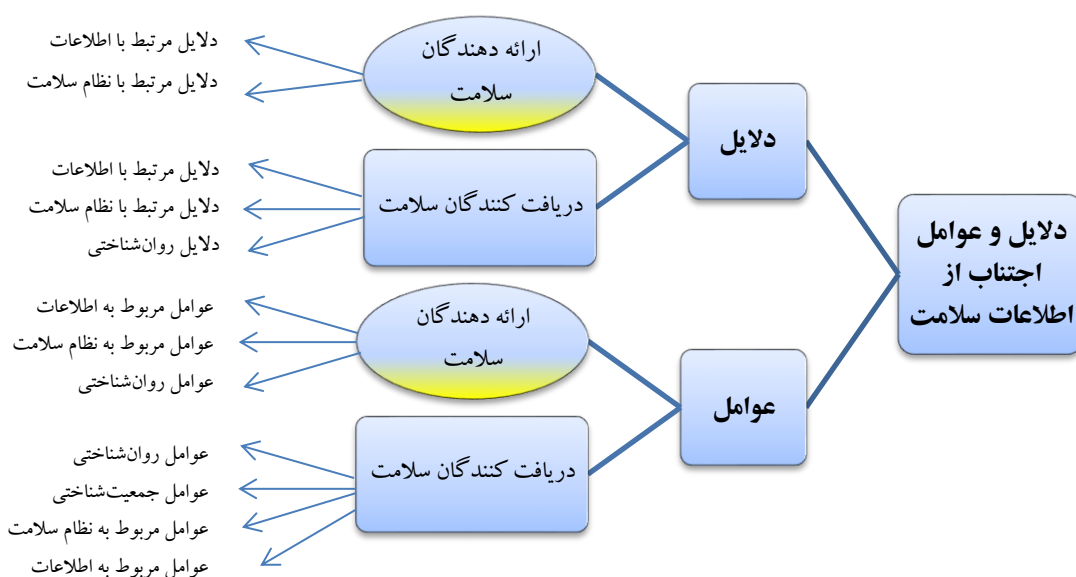 دلایل و عوامل
اجتناب از
اطلاعات سلامت
دلایل
ارائه دهندگان
سلامت
دلایل مرتبط با اطلاعات
دلایل مرتبط با نظام سلامت
دریافت کنندگان سلامت
دلایل مرتبط با اطلاعات
دلایل مرتبط با نظام سلامت
دلایل روان‌شناختی
عوامل
ارائه دهندگان
سلامت
عوامل مربوط به اطلاعات
عوامل مربوط به نظام سلامت
عوامل روان‌شناختی
دریافت کنندگان سلامت
عوامل روان‌شناختی
عوامل جمعیت‌شناختی
عوامل مربوط به نظام سلامت
عوامل مربوط به اطلاعات